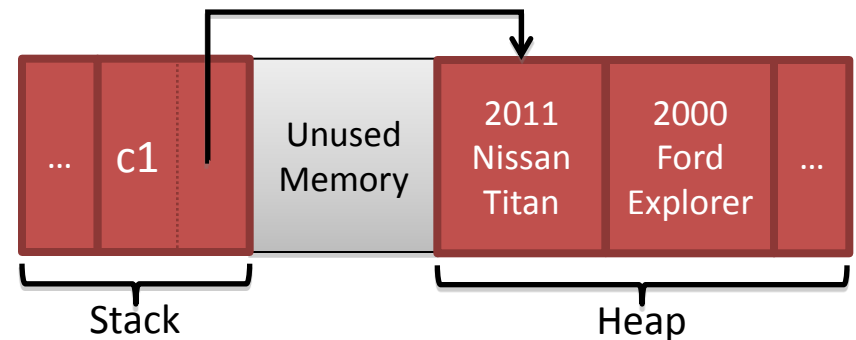 ...
c1
Unused
Memory
2011
Nissan
Titan
2000
Ford
Explorer
...
Stack
Heap